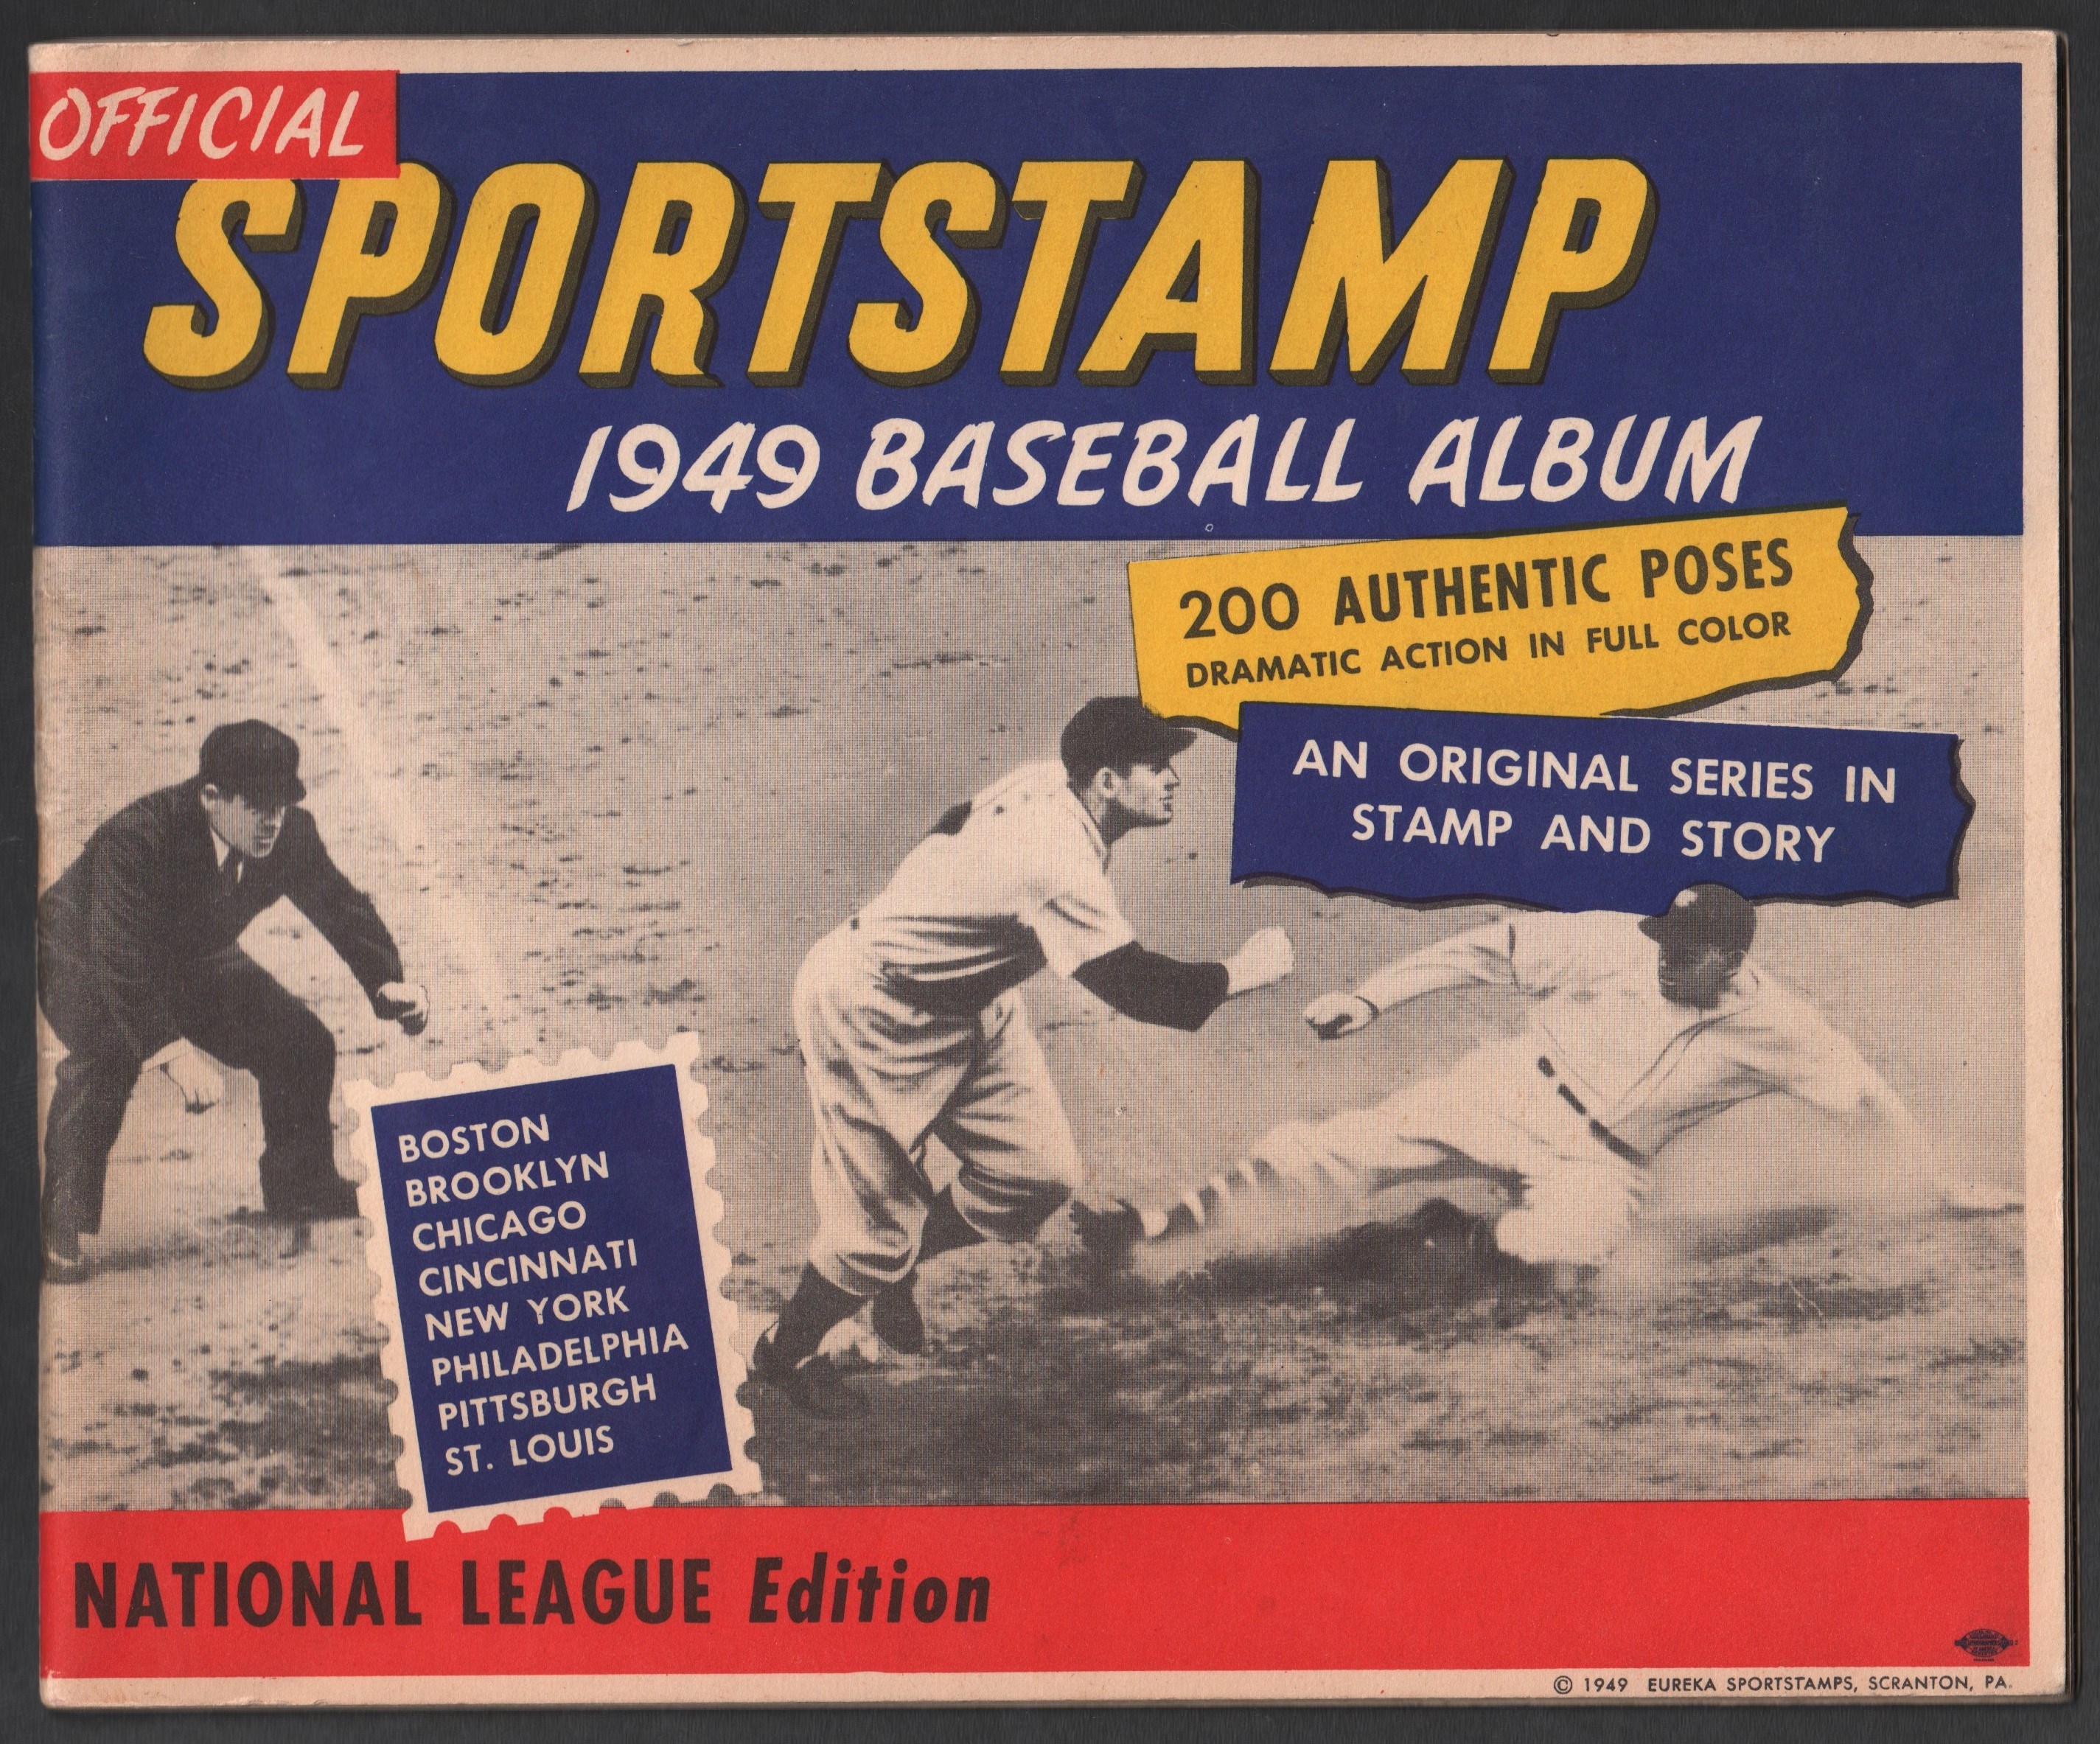 OFFICIAL
SPORTSTAMP
1949 BASEBALL ALBUM
200 AUTHENTIC POSES
DRAMATIC ACTION IN FULL COLOR
AN ORIGINAL SERIES IN
STAMP AND STORY
BOSTON
BROOKLYN
CHICAGO
CINCINNATI
NEW YORK
PHILADELPHIA
PITTSBURGH
ST. LOUIS
NATIONAL LEAGUE Edition
© 1949 EUREKA SPORTSTAMPS, SCRANTON, PA.